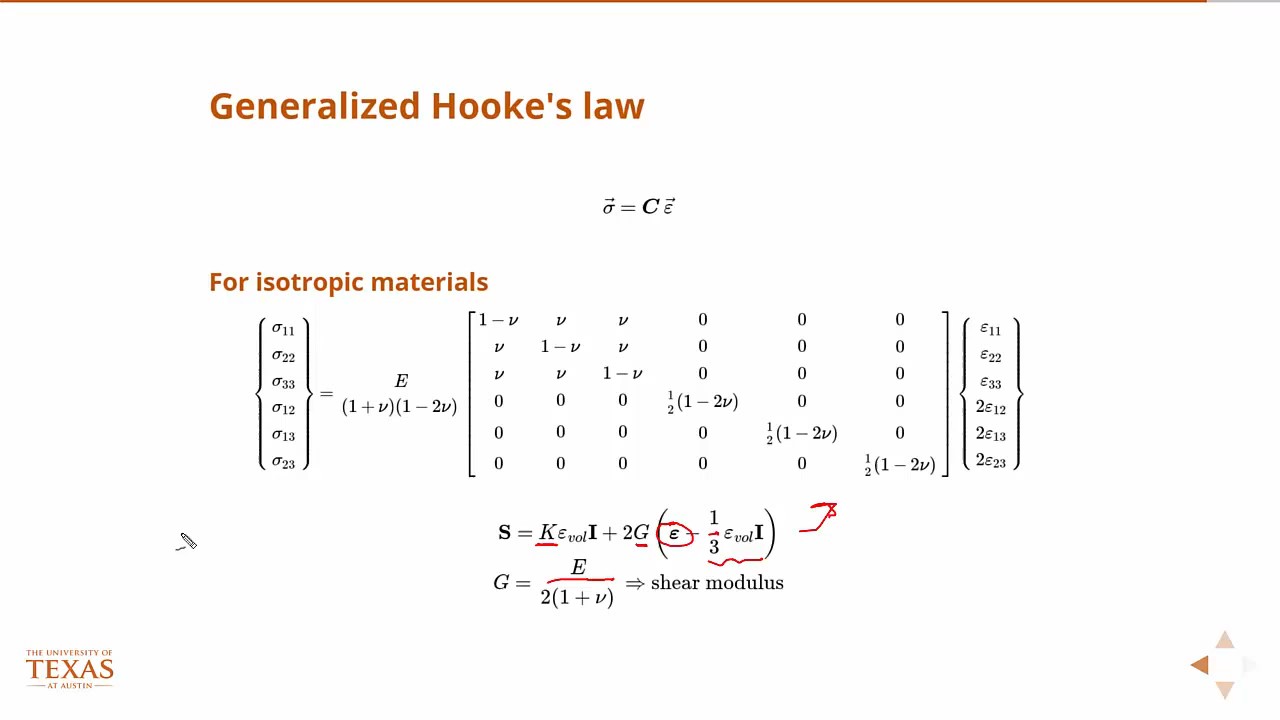 Generalized Hooke's law
σ⃗ = C ε⃗
For isotropic materials
{σ₁₁ σ₂₂ σ₃₃ σ₁₂ σ₁₃ σ₂₃} = E / (1 + ν)(1 − 2ν)
1 − ν ν ν 0 0 0
ν 1 − ν ν 0 0 0
ν ν 1 − ν 0 0 0
0 0 0 ½(1 − 2ν) 0 0
0 0 0 0 ½(1 − 2ν) 0
0 0 0 0 0 ½(1 − 2ν)
{ε₁₁ ε₂₂ ε₃₃ 2ε₁₂ 2ε₁₃ 2ε₂₃}
S = Kε_vol I + 2G (ε − 1/3 ε_vol I)
G = E / 2(1 + ν) ⇒ shear modulus
THE UNIVERSITY OF
TEXAS
AT AUSTIN